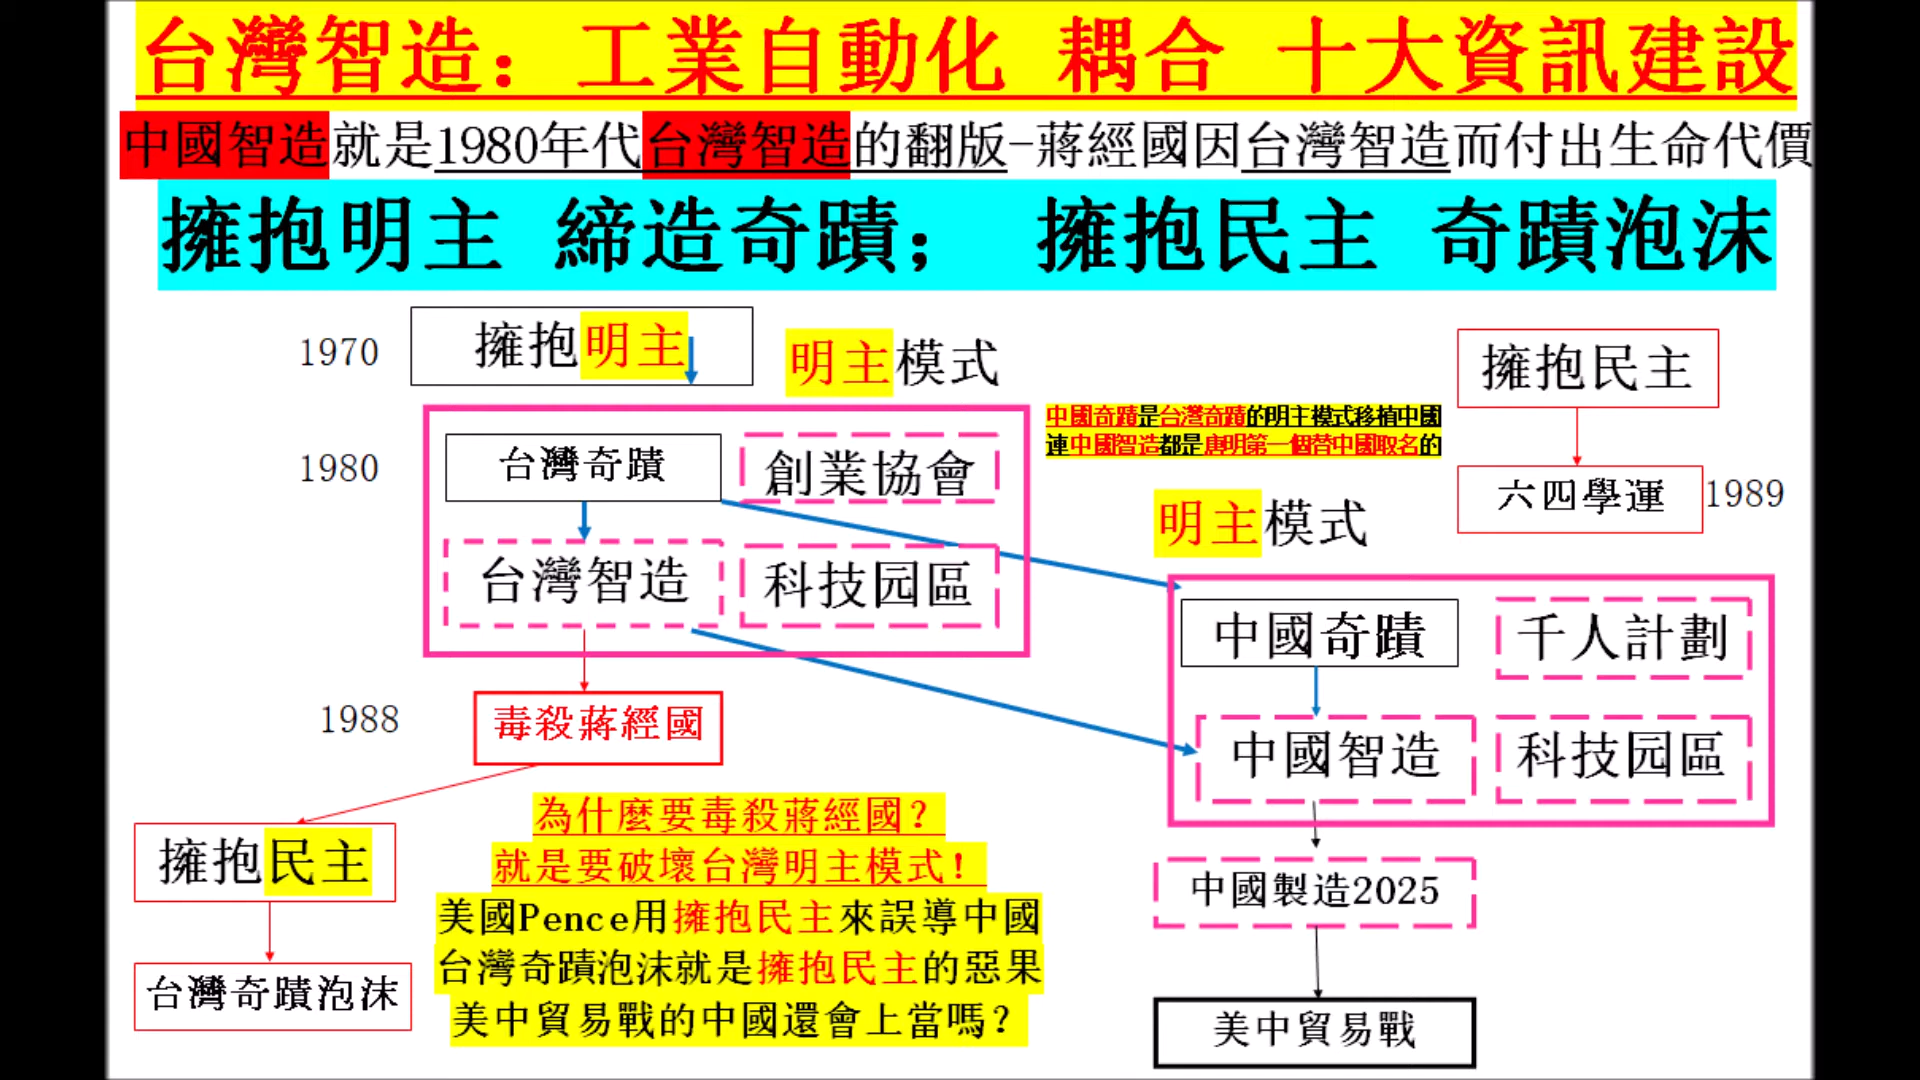 台灣智造：工業自動化 耦合 十大資訊建設
中國智造就是1980年代台灣智造的翻版-蔣經國因台灣智造而付出生命代價
擁抱明主 締造奇蹟； 擁抱民主 奇蹟泡沫
1970
擁抱明主
明主模式
擁抱民主
中國奇蹟是台灣奇蹟的明主模式移植中國
連中國智造都是唐明第一個替中國取名的
1980
台灣奇蹟
創業協會
六四學運
1989
明主模式
台灣智造
科技园區
中國奇蹟
千人計劃
1988
毒殺蔣經國
中國智造
科技园區
為什麼要毒殺蔣經國？
就是要破壞台灣明主模式！
美國Pence用擁抱民主來誤導中國
台灣奇蹟泡沫就是擁抱民主的惡果
美中貿易戰的中國還會上當嗎？
擁抱民主
中國製造2025
台灣奇蹟泡沫
美中貿易戰